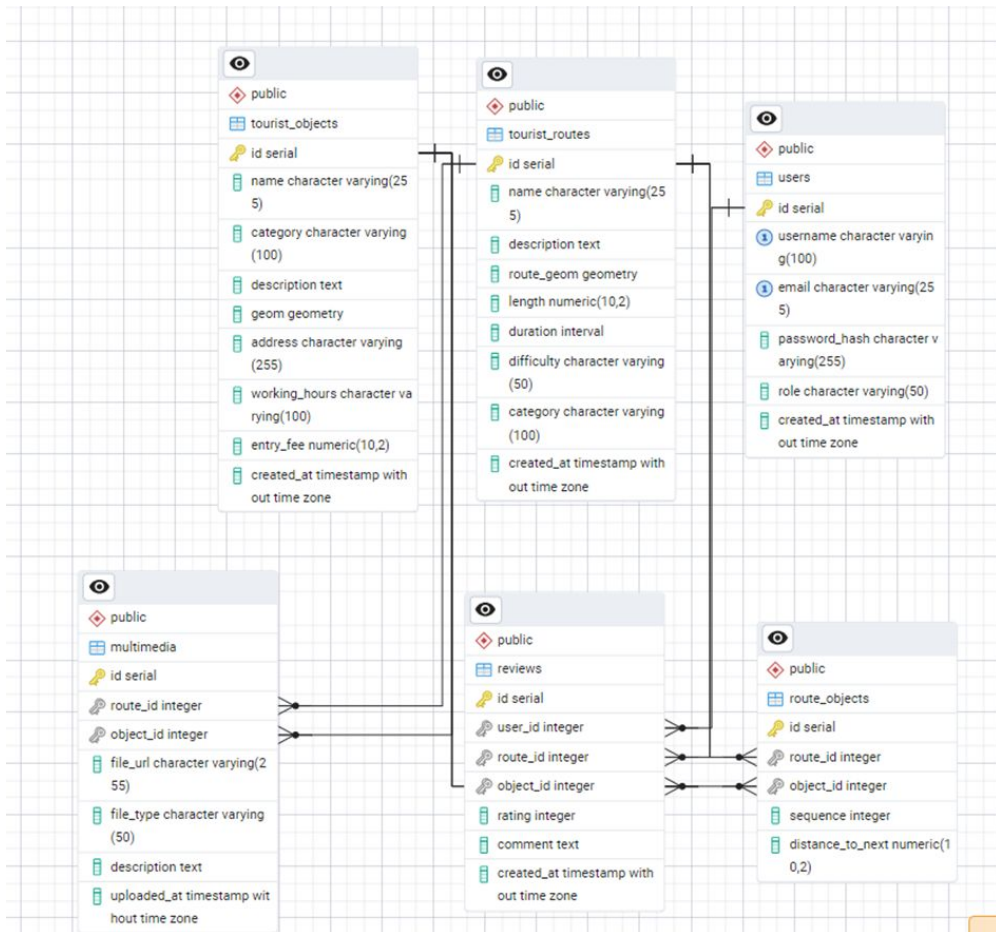 public
tourist_objects
id serial
name character varying(25
5)
category character varying
(100)
description text
geom geometry
address character varying
(255)
working_hours character va
rying(100)
entry_fee numeric(10,2)
created_at timestamp with
out time zone
public
tourist_routes
id serial
name character varying(25
5)
description text
route_geom geometry
length numeric(10,2)
duration interval
difficulty character varying
(50)
category character varying
(100)
created_at timestamp with
out time zone
public
users
id serial
1 username character varyin
g(100)
1 email character varying(25
5)
password_hash character v
arying(255)
role character varying(50)
created_at timestamp with
out time zone
public
multimedia
id serial
route_id integer
object_id integer
file_url character varying(2
55)
file_type character varying
(50)
description text
uploaded_at timestamp wit
hout time zone
public
reviews
id serial
user_id integer
route_id integer
object_id integer
rating integer
comment text
created_at timestamp with
out time zone
public
route_objects
id serial
route_id integer
object_id integer
sequence integer
distance_to_next numeric(1
0,2)